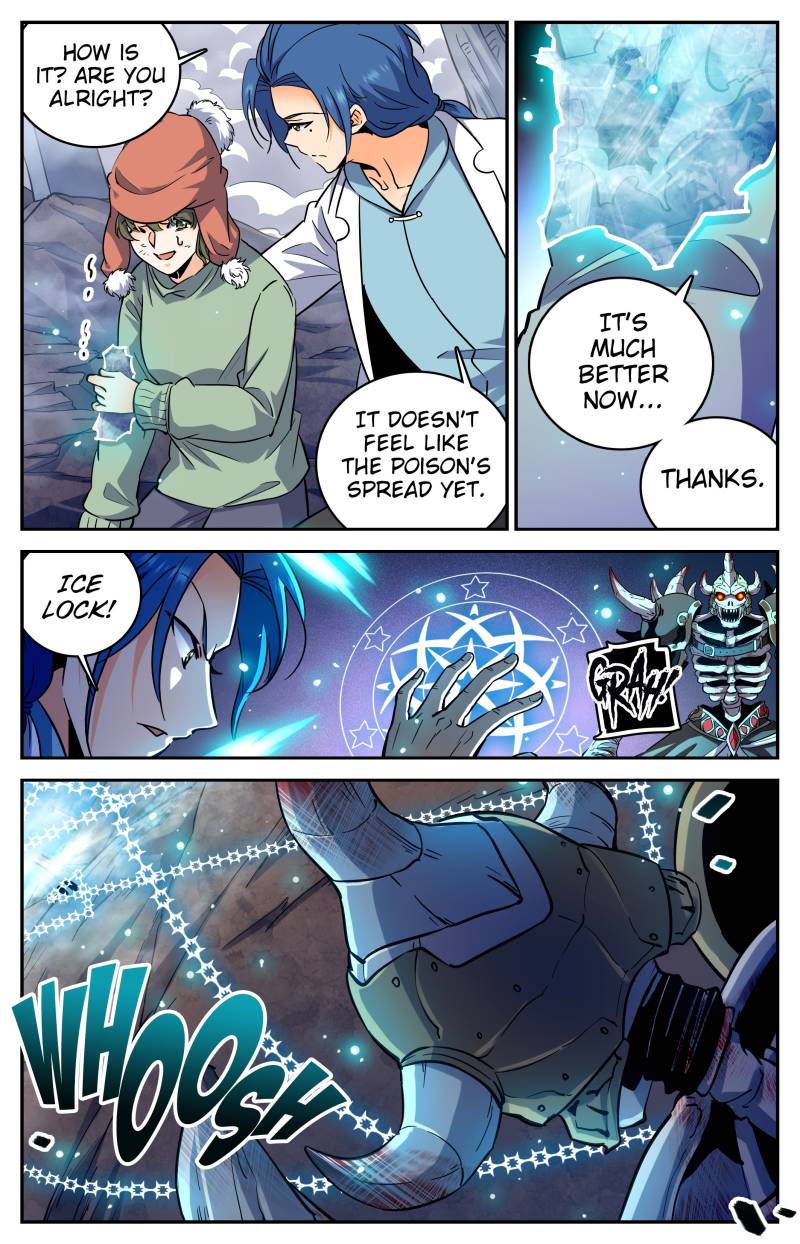 HOW IS
IT? ARE YOU
ALRIGHT?
IT DOESN'T
FEEL LIKE
THE POISON'S
SPREAD YET.
IT'S
MUCH
BETTER
NOW...
THANKS.
ICE
LOCK!
GRAH!
WHOOSH